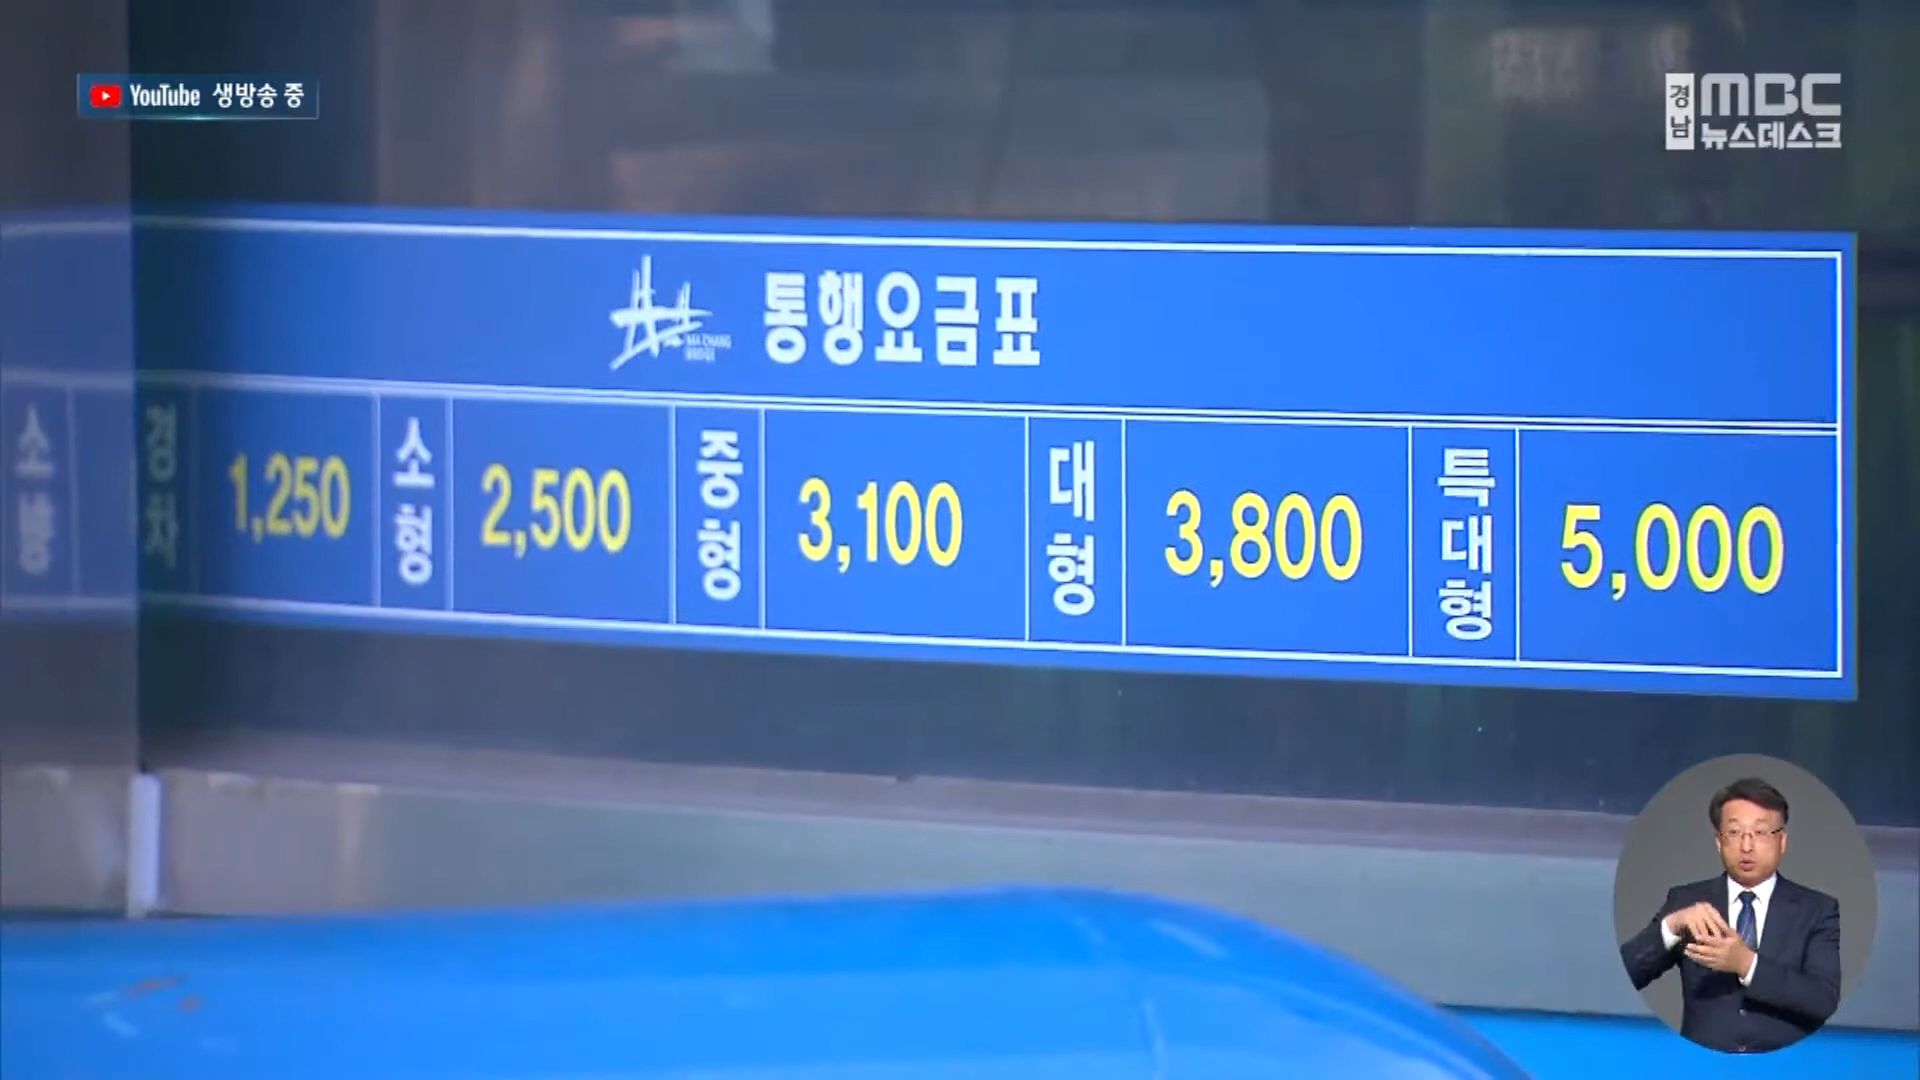 YouTube 생방송 중
경남 MBC
뉴스데스크
통행요금표
MA CHANG
소방 경차 1,250 소형 2,500 중형 3,100 대형 3,800 특대형 5,000